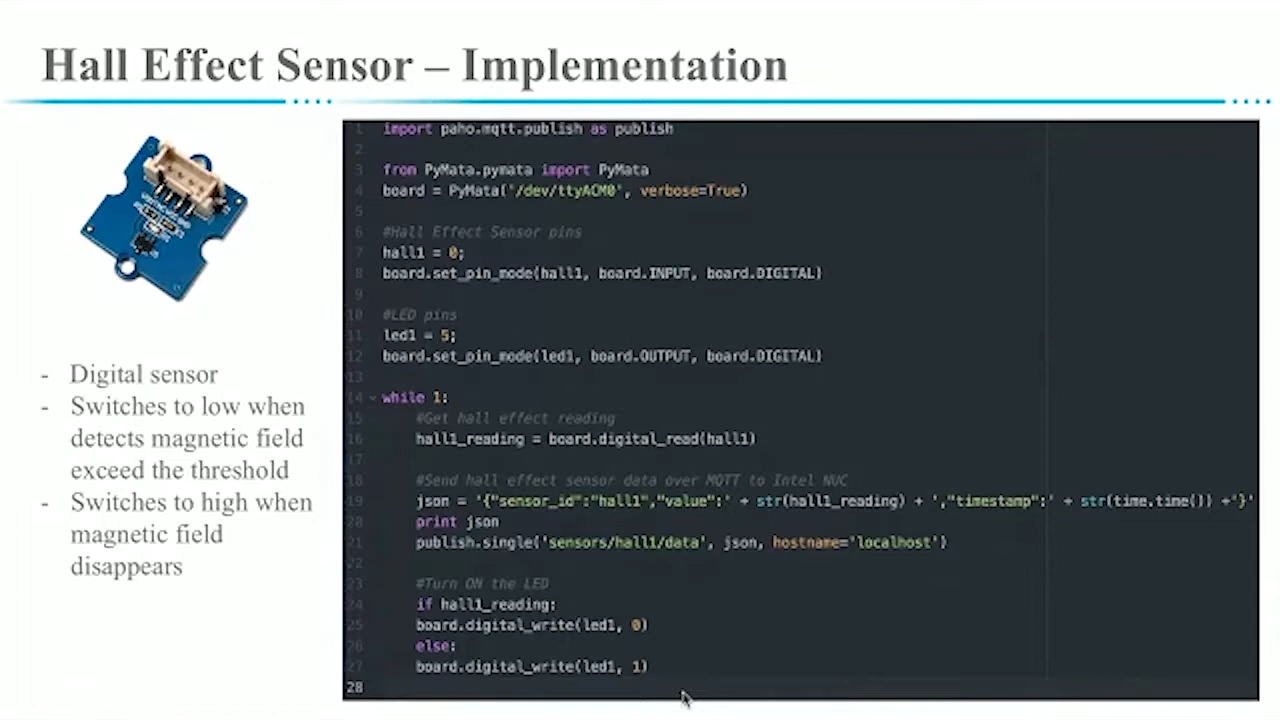 Hall Effect Sensor – Implementation
- Digital sensor
- Switches to low when
detects magnetic field
exceed the threshold
- Switches to high when
magnetic field
disappears
1 import paho.mqtt.publish as publish
2
3 from PyMata.pymata import PyMata
4 board = PyMata('/dev/ttyACM0', verbose=True)
5
6 #Hall Effect Sensor pins
7 hall1 = 0;
8 board.set_pin_mode(hall1, board.INPUT, board.DIGITAL)
9
10 #LED pins
11 led1 = 5;
12 board.set_pin_mode(led1, board.OUTPUT, board.DIGITAL)
13
14 while 1:
15 #Get hall effect reading
16 hall1_reading = board.digital_read(hall1)
17
18 #Send hall effect sensor data over MQTT to Intel NUC
19 json = '{"sensor_id":"hall1","value":' + str(hall1_reading) + ',"timestamp":' + str(time.time()) +'}'
20 print json
21 publish.single('sensors/hall1/data', json, hostname='localhost')
22
23 #Turn ON the LED
24 if hall1_reading:
25 board.digital_write(led1, 0)
26 else:
27 board.digital_write(led1, 1)
28